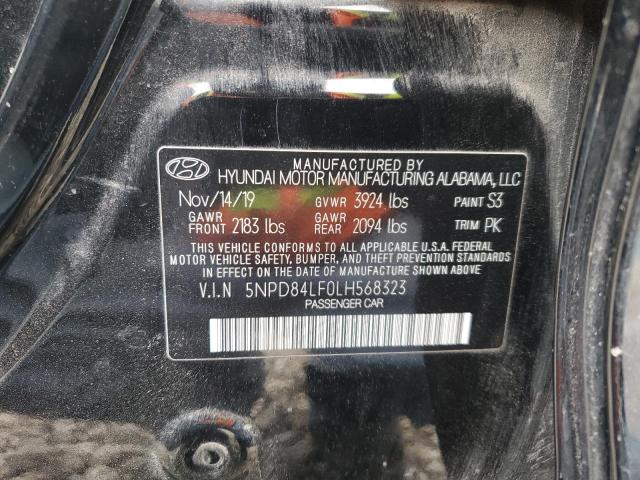 MANUFACTURED BY
HYUNDAI MOTOR MANUFACTURING ALABAMA, LLC
Nov/14/19 GVWR 3924 lbs PAINT S3
GAWR FRONT 2183 lbs GAWR REAR 2094 lbs TRIM PK
THIS VEHICLE CONFORMS TO ALL APPLICABLE U.S.A. FEDERAL
MOTOR VEHICLE SAFETY, BUMPER, AND THEFT PREVENTION STANDARDS
IN EFFECT ON THE DATE OF MANUFACTURE SHOWN ABOVE.
V.I.N 5NPD84LF0LH568323
PASSENGER CAR